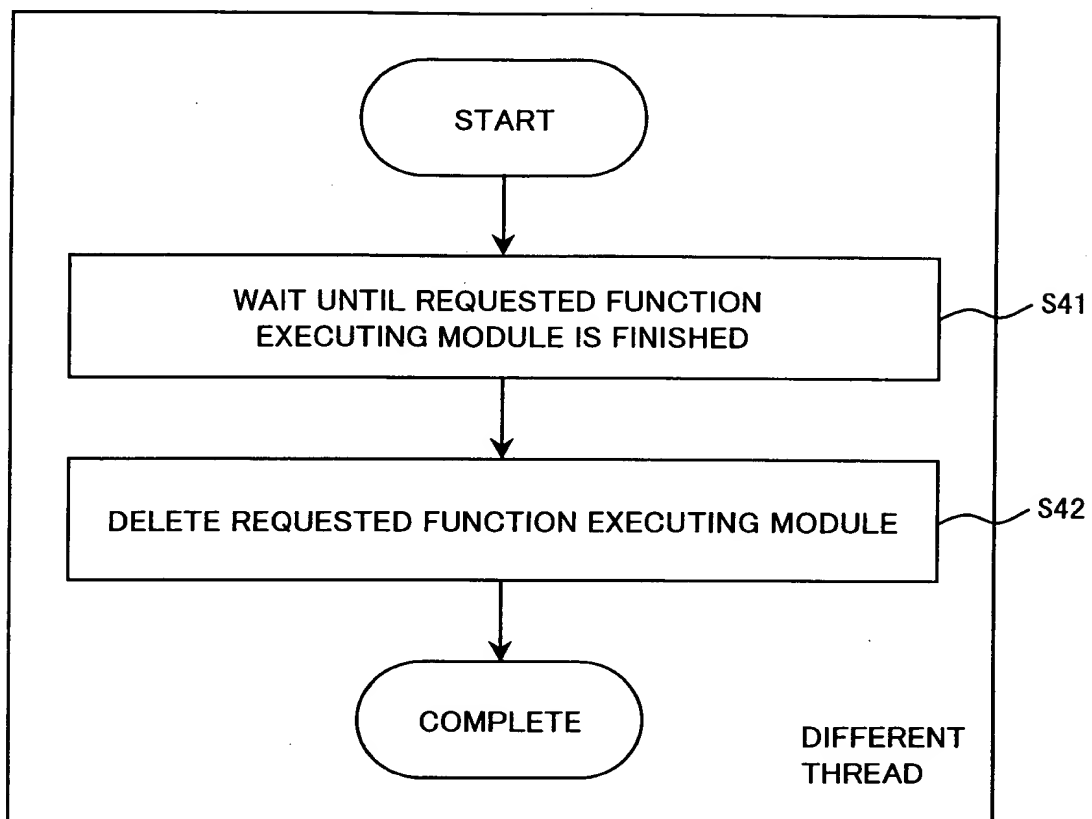 START
WAIT UNTIL REQUESTED FUNCTION
EXECUTING MODULE IS FINISHED
S41
DELETE REQUESTED FUNCTION EXECUTING MODULE
S42
COMPLETE
DIFFERENT
THREAD